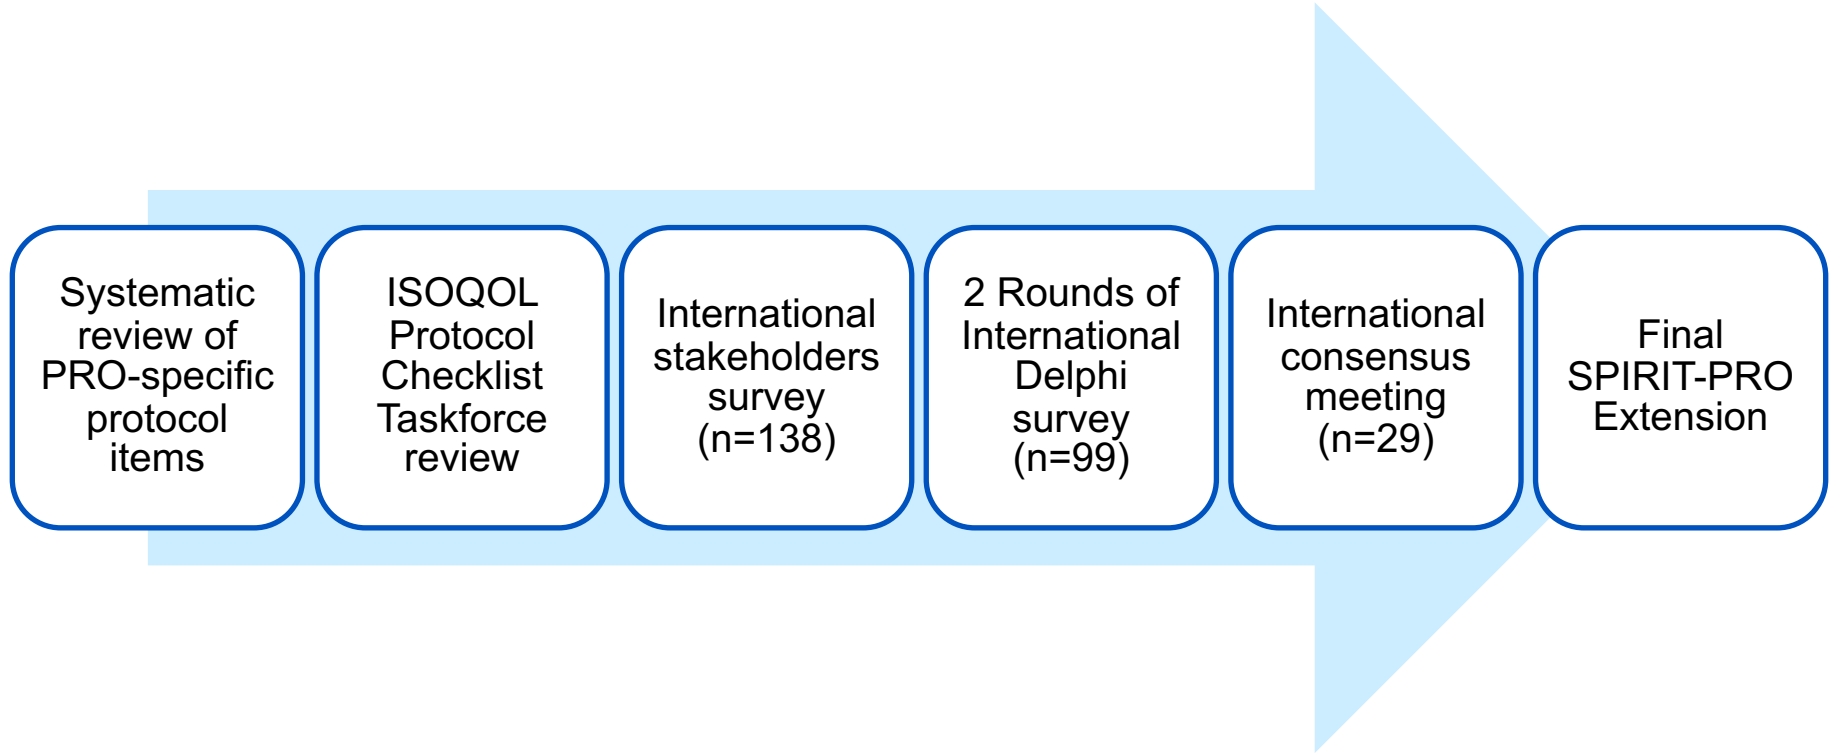 Systematic
review of
PRO-specific
protocol
items
ISOQOL
Protocol
Checklist
Taskforce
review
International
stakeholders
survey
(n=138)
2 Rounds of
International
Delphi
survey
(n=99)
International
consensus
meeting
(n=29)
Final
SPIRIT-PRO
Extension